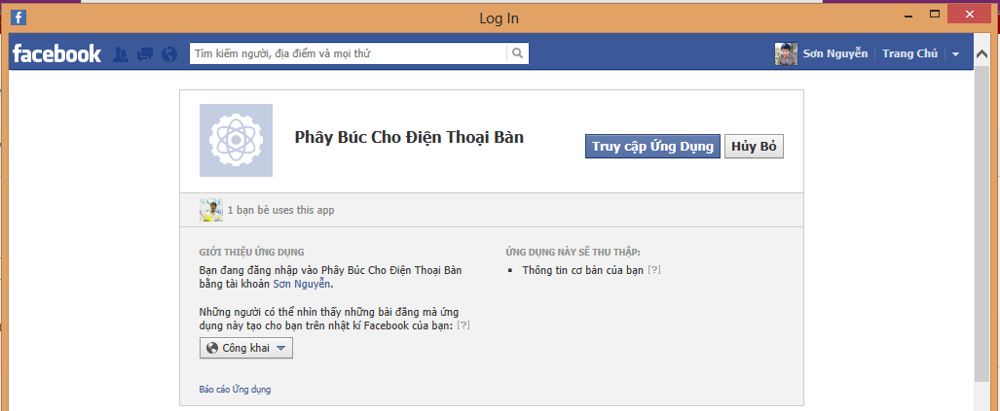 Log In
facebook
Tìm kiếm người, địa điểm và mọi thứ
Sơn Nguyễn
Trang Chủ
Phây Búc Cho Điện Thoại Bàn
Truy cập Ứng Dụng
Hủy Bỏ
1 bạn bè uses this app
GIỚI THIỆU ỨNG DỤNG
Bạn đang đăng nhập vào Phây Búc Cho Điện Thoại Bàn
bằng tài khoản Sơn Nguyễn.
Những người có thể nhìn thấy những bài đăng mà ứng
dụng này tạo cho bạn trên nhật kí Facebook của bạn: [?]
Công khai
Báo cáo Ứng dụng
ỨNG DỤNG NÀY SẼ THU THẬP:
▪ Thông tin cơ bản của bạn [?]